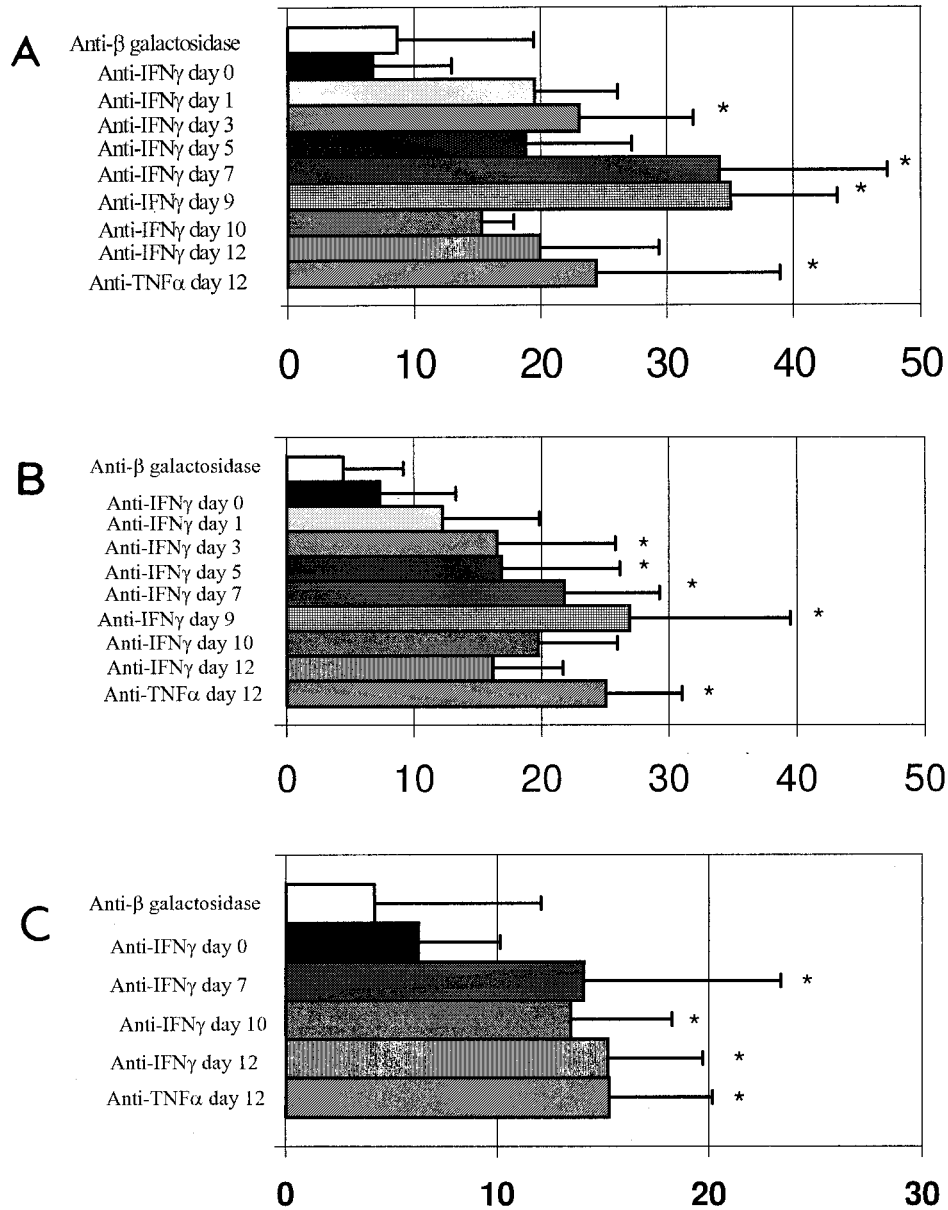 A
Anti-β galactosidase
Anti-IFNγ day 0
Anti-IFNγ day 1
Anti-IFNγ day 3
*
Anti-IFNγ day 5
Anti-IFNγ day 7
*
Anti-IFNγ day 9
*
Anti-IFNγ day 10
Anti-IFNγ day 12
Anti-TNFα day 12
*
0 10 20 30 40 50
B
Anti-β galactosidase
Anti-IFNγ day 0
Anti-IFNγ day 1
Anti-IFNγ day 3
*
Anti-IFNγ day 5
*
Anti-IFNγ day 7
*
Anti-IFNγ day 9
*
Anti-IFNγ day 10
Anti-IFNγ day 12
Anti-TNFα day 12
*
0 10 20 30 40 50
C
Anti-β galactosidase
Anti-IFNγ day 0
Anti-IFNγ day 7
*
Anti-IFNγ day 10
*
Anti-IFNγ day 12
*
Anti-TNFα day 12
*
0 10 20 30